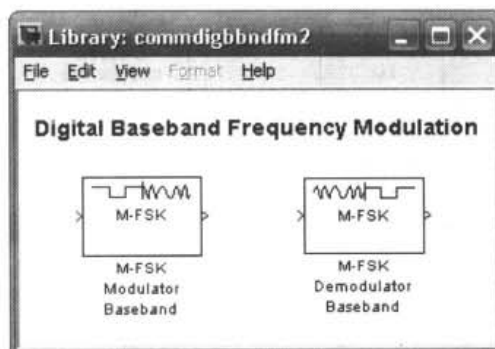 Library: commdigbbndfm2
File Edit View Format Help
Digital Baseband Frequency Modulation
M-FSK
M-FSK
M-FSK
Modulator
Baseband
M-FSK
Demodulator
Baseband